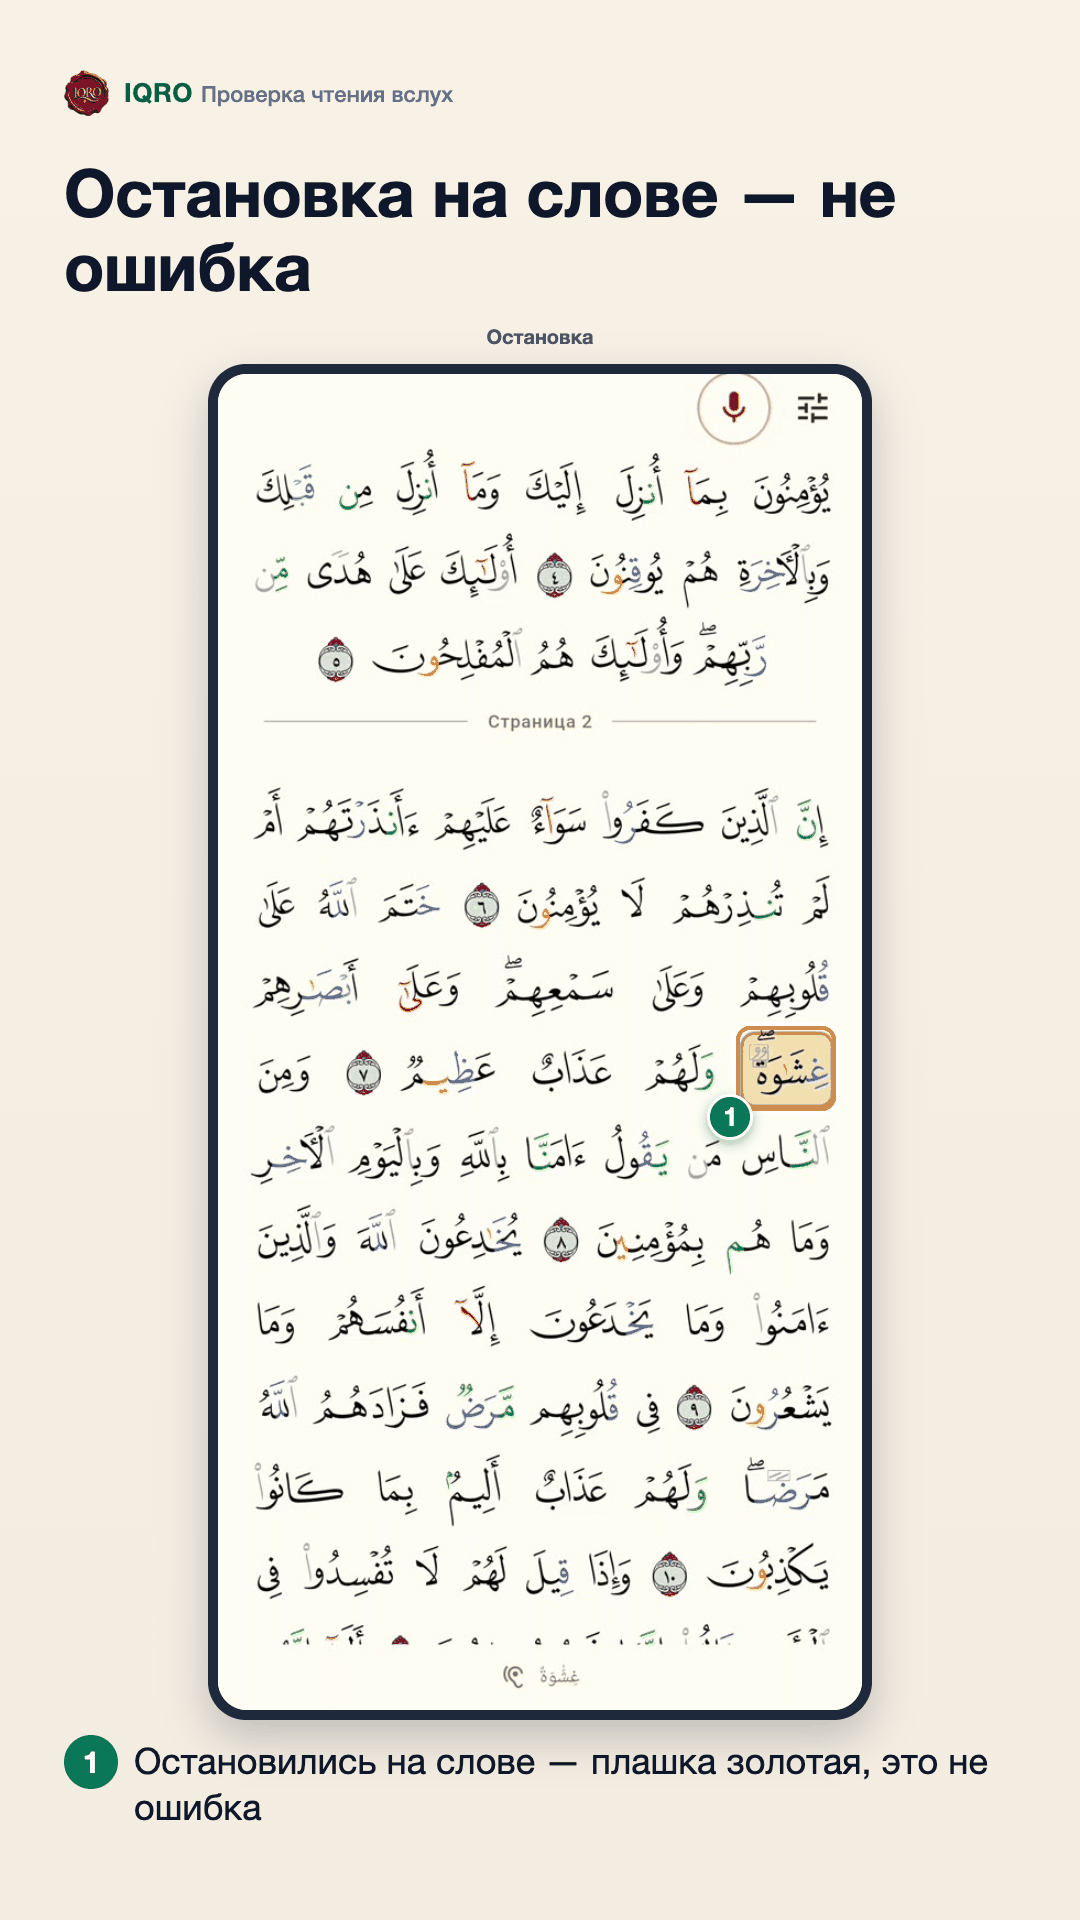 IQRO
IQRO Проверка чтения вслух
Остановка на слове — не
ошибка
Остановка
يُؤْمِنُونَ بِمَآ أُنزِلَ إِلَيْكَ وَمَآ أُنزِلَ مِن قَبْلِكَ
وَبِٱلْأَخِرَةِ هُمْ يُوقِنُونَ ٤ أُو۟لَـٰٓئِكَ عَلَىٰ هُدًى مِّن
رَّبِّهِمْ ۖ وَأُو۟لَـٰٓئِكَ هُمُ ٱلْمُفْلِحُونَ ٥
Страница 2
إِنَّ ٱلَّذِينَ كَفَرُوا۟ سَوَآءٌ عَلَيْهِمْ ءَأَنذَرْتَهُمْ أَمْ
لَمْ تُنذِرْهُمْ لَا يُؤْمِنُونَ ٦ خَتَمَ ٱللَّهُ عَلَىٰ
قُلُوبِهِمْ وَعَلَىٰ سَمْعِهِمْ ۖ وَعَلَىٰٓ أَبْصَـٰرِهِمْ
غِشَـٰوَةٌ ۖ وَلَهُمْ عَذَابٌ عَظِيمٌ ٧ وَمِنَ
1
ٱلنَّاسِ مَن يَقُولُ ءَامَنَّا بِٱللَّهِ وَبِٱلْيَوْمِ ٱلْأَخِرِ
وَمَا هُم بِمُؤْمِنِينَ ٨ يُخَـٰدِعُونَ ٱللَّهَ وَٱلَّذِينَ
ءَامَنُوا۟ وَمَا يَخْدَعُونَ إِلَّآ أَنفُسَهُمْ وَمَا
يَشْعُرُونَ ٩ فِى قُلُوبِهِم مَّرَضٌ فَزَادَهُمُ ٱللَّهُ
مَرَضًا ۖ وَلَهُمْ عَذَابٌ أَلِيمٌۢ بِمَا كَانُوا۟
يَكْذِبُونَ ١٠ وَإِذَا قِيلَ لَهُمْ لَا تُفْسِدُوا۟ فِى
غِشَٰوَةٌ
1 Остановились на слове — плашка золотая, это не
ошибка